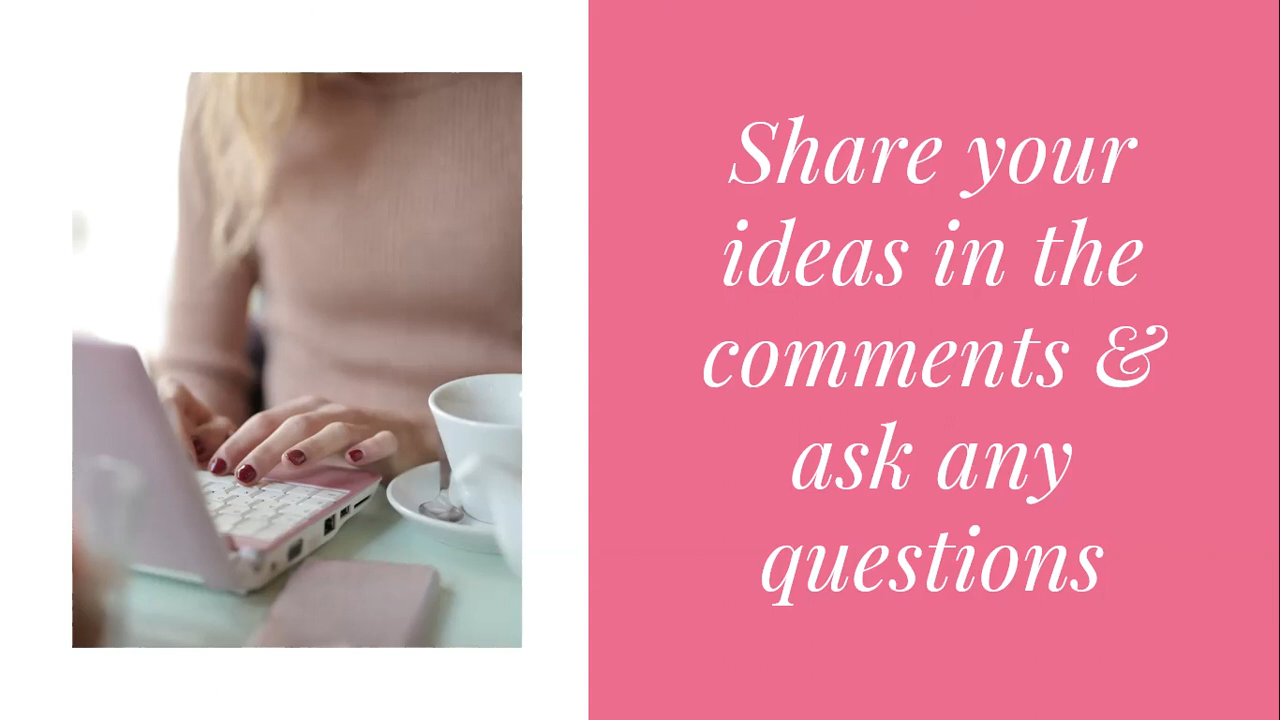 Share your
ideas in the
comments &
ask any
questions